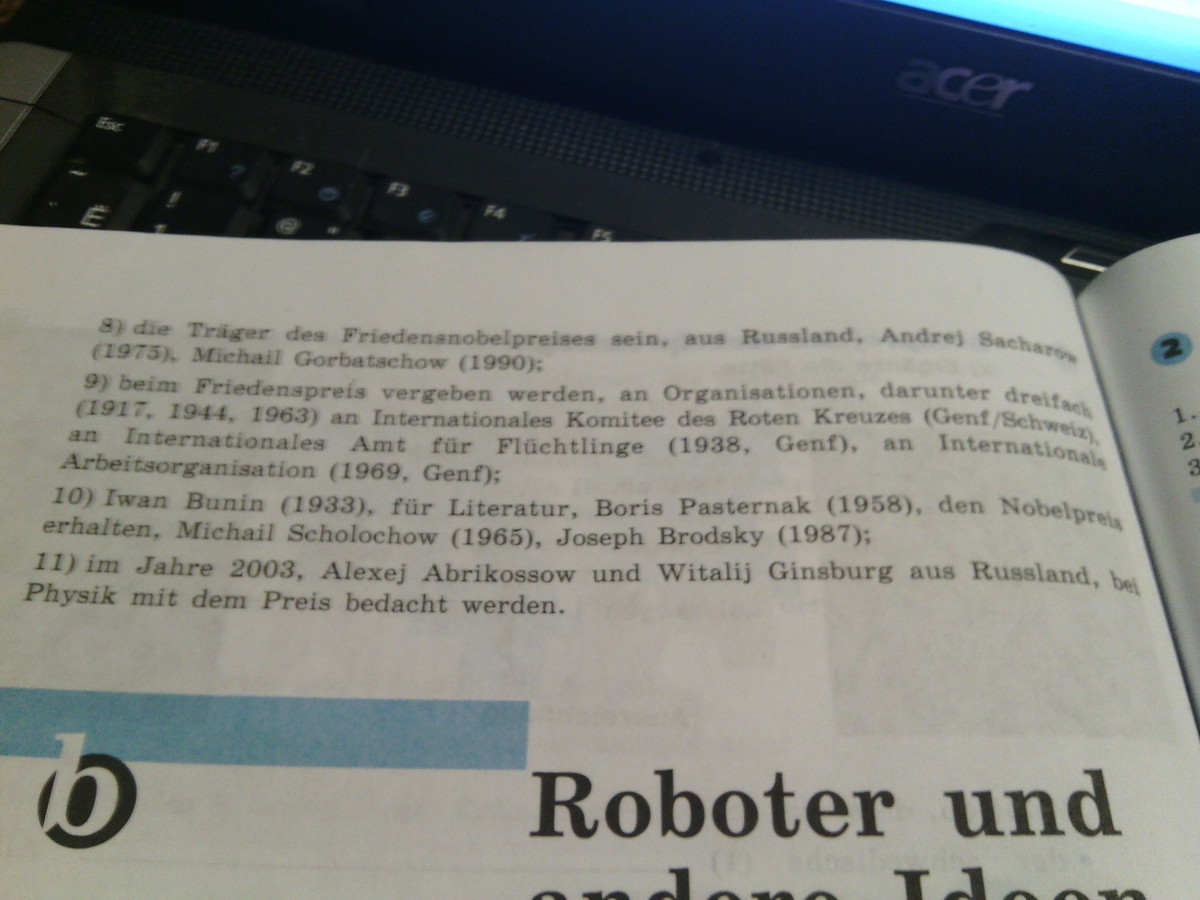 acer
Esc
F1
F2
F3
F4
F5
~
Ё
!
1
@
"
8) die Träger des Friedensnobelpreises sein, aus Russland, Andrej Sacharow
(1975), Michail Gorbatschow (1990);
9) beim Friedenspreis vergeben werden, an Organisationen, darunter dreifach
(1917, 1944, 1963) an Internationales Komitee des Roten Kreuzes (Genf/Schweiz),
an Internationales Amt für Flüchtlinge (1938, Genf), an Internationale
Arbeitsorganisation (1969, Genf);
10) Iwan Bunin (1933), für Literatur, Boris Pasternak (1958), den Nobelpreis
erhalten, Michail Scholochow (1965), Joseph Brodsky (1987);
11) im Jahre 2003, Alexej Abrikossow und Witalij Ginsburg aus Russland, bei
Physik mit dem Preis bedacht werden.
b
Roboter und
andere Ideen
2
1.
2.
3